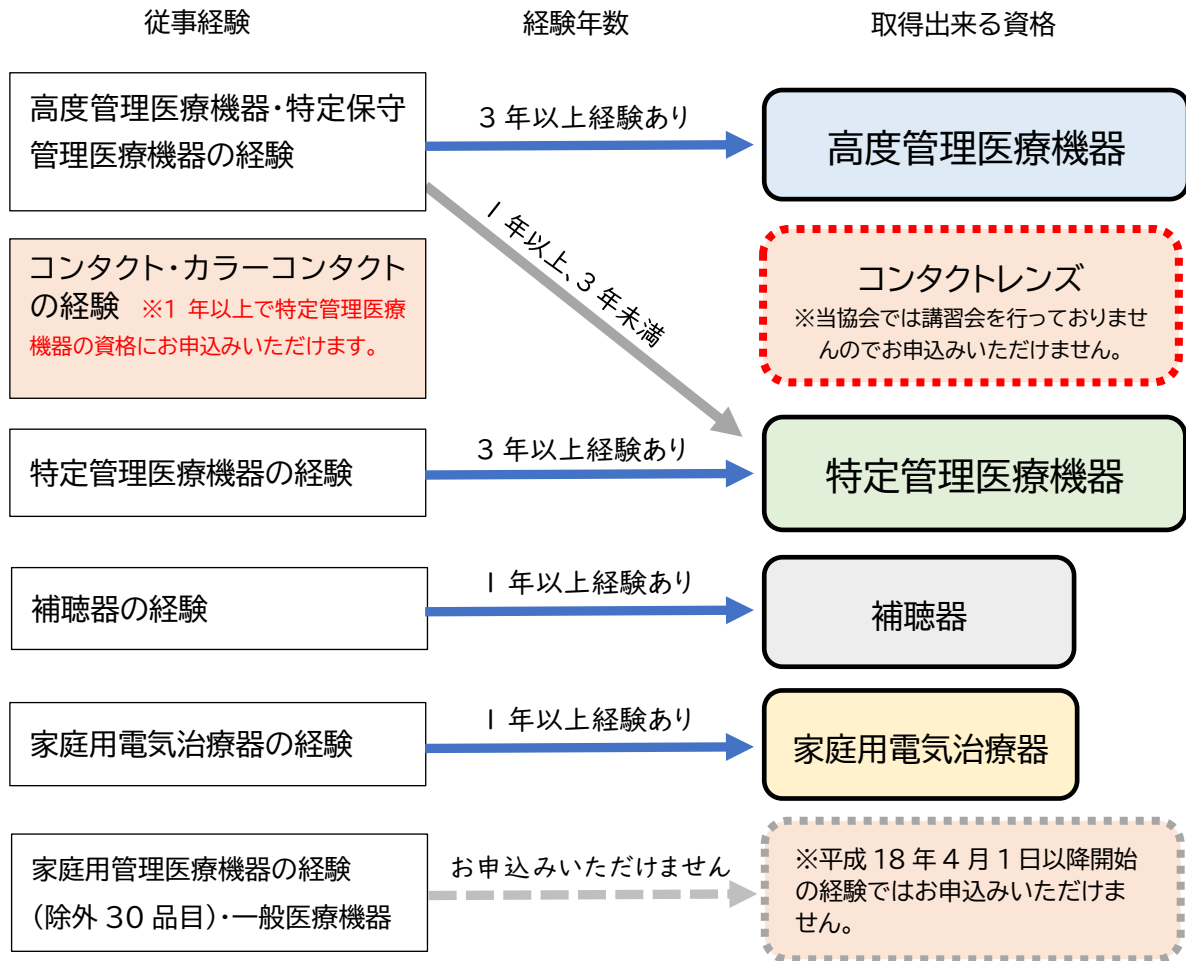 従事経験
経験年数
取得出来る資格
高度管理医療機器・特定保守
管理医療機器の経験
3 年以上経験あり
高度管理医療機器
1 年以上、3 年未満
コンタクト・カラーコンタクト
の経験 ※1 年以上で特定管理医療
機器の資格にお申込みいただけます。
コンタクトレンズ
※当協会では講習会を行っておりませ
んのでお申込みいただけません。
特定管理医療機器の経験
3 年以上経験あり
特定管理医療機器
補聴器の経験
1 年以上経験あり
補聴器
家庭用電気治療器の経験
1 年以上経験あり
家庭用電気治療器
家庭用管理医療機器の経験
(除外 30 品目)・一般医療機器
お申込みいただけません
※平成 18 年 4 月 1 日以降開始
の経験ではお申込みいただけま
せん。